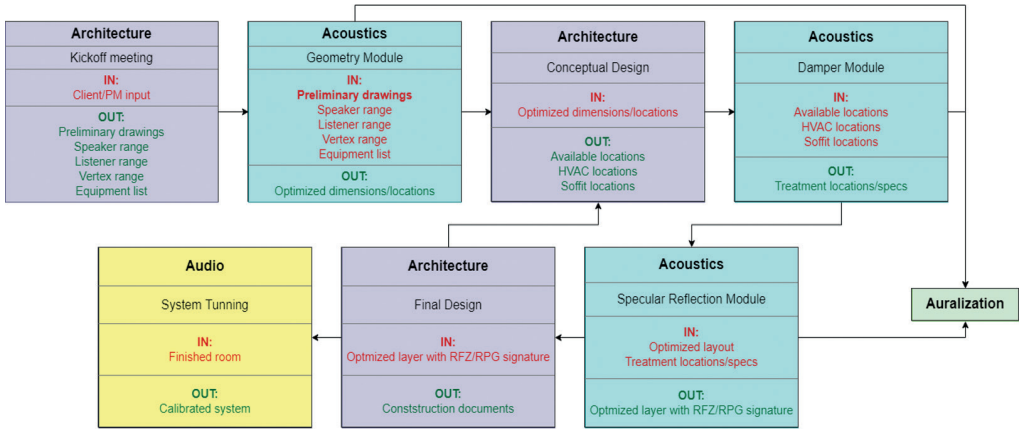 Architecture
Kickoff meeting
IN:
Client/PM input
OUT:
Preliminary drawings
Speaker range
Listener range
Vertex range
Equipment list
Acoustics
Geometry Module
IN:
Preliminary drawings
Speaker range
Listener range
Vertex range
Equipment list
OUT:
Optimized dimensions/locations
Architecture
Conceptual Design
IN:
Optimized dimensions/locations
OUT:
Available locations
HVAC locations
Soffit locations
Acoustics
Damper Module
IN:
Available locations
HVAC locations
Soffit locations
OUT:
Treatment locations/specs
Audio
System Tunning
IN:
Finished room
OUT:
Calibrated system
Architecture
Final Design
IN:
Optmized layer with RFZ/RPG signature
OUT:
Conststruction documents
Acoustics
Specular Reflection Module
IN:
Optimized layout
Treatment locations/specs
OUT:
Optmized layer with RFZ/RPG signature
Auralization